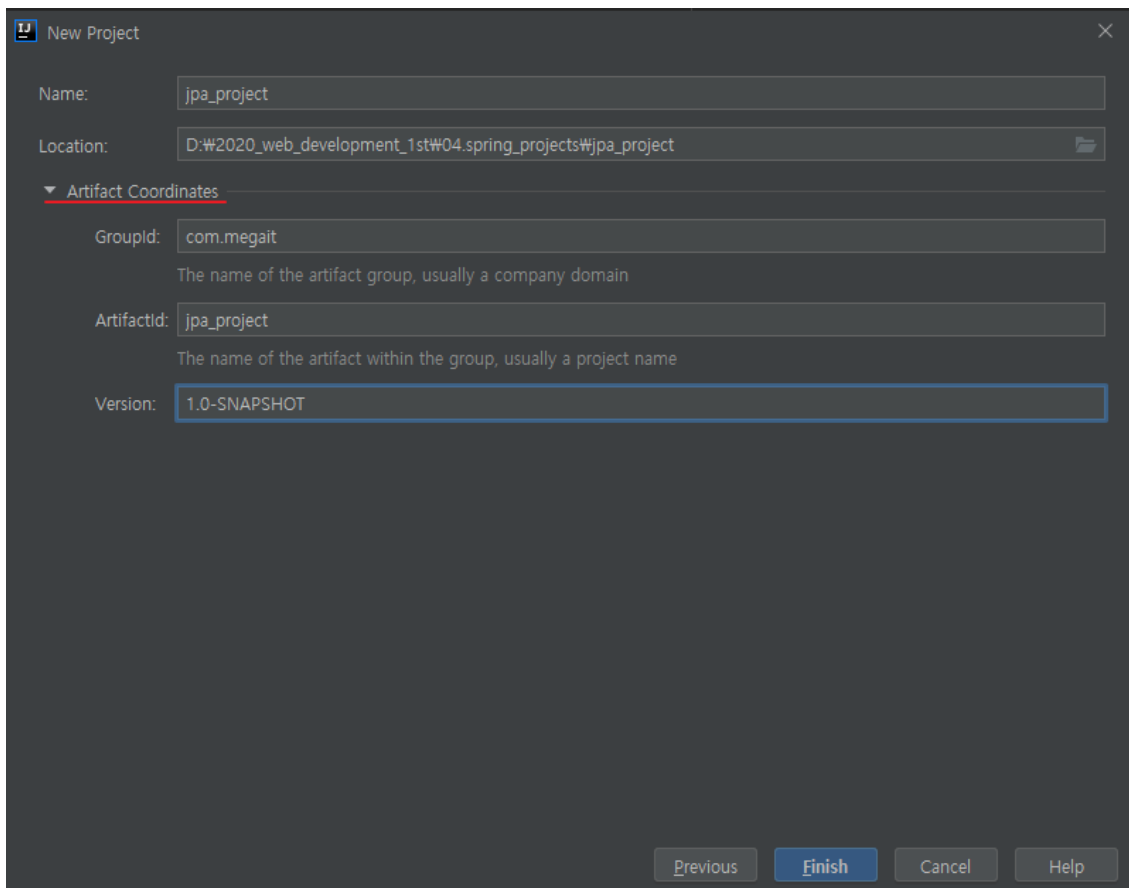 IJ New Project
Name: jpa_project
Location: D:₩2020_web_development_1st₩04.spring_projects₩jpa_project
Artifact Coordinates
GroupId: com.megait
The name of the artifact group, usually a company domain
ArtifactId: jpa_project
The name of the artifact within the group, usually a project name
Version: 1.0-SNAPSHOT
Previous Finish Cancel Help